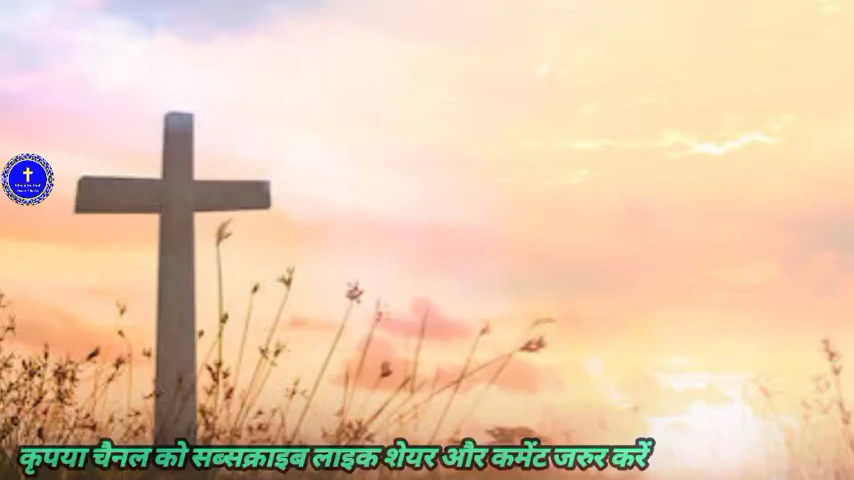 कृपया चैनल को सब्सक्राइब लाइक शेयर और कमेंट जरुर करें